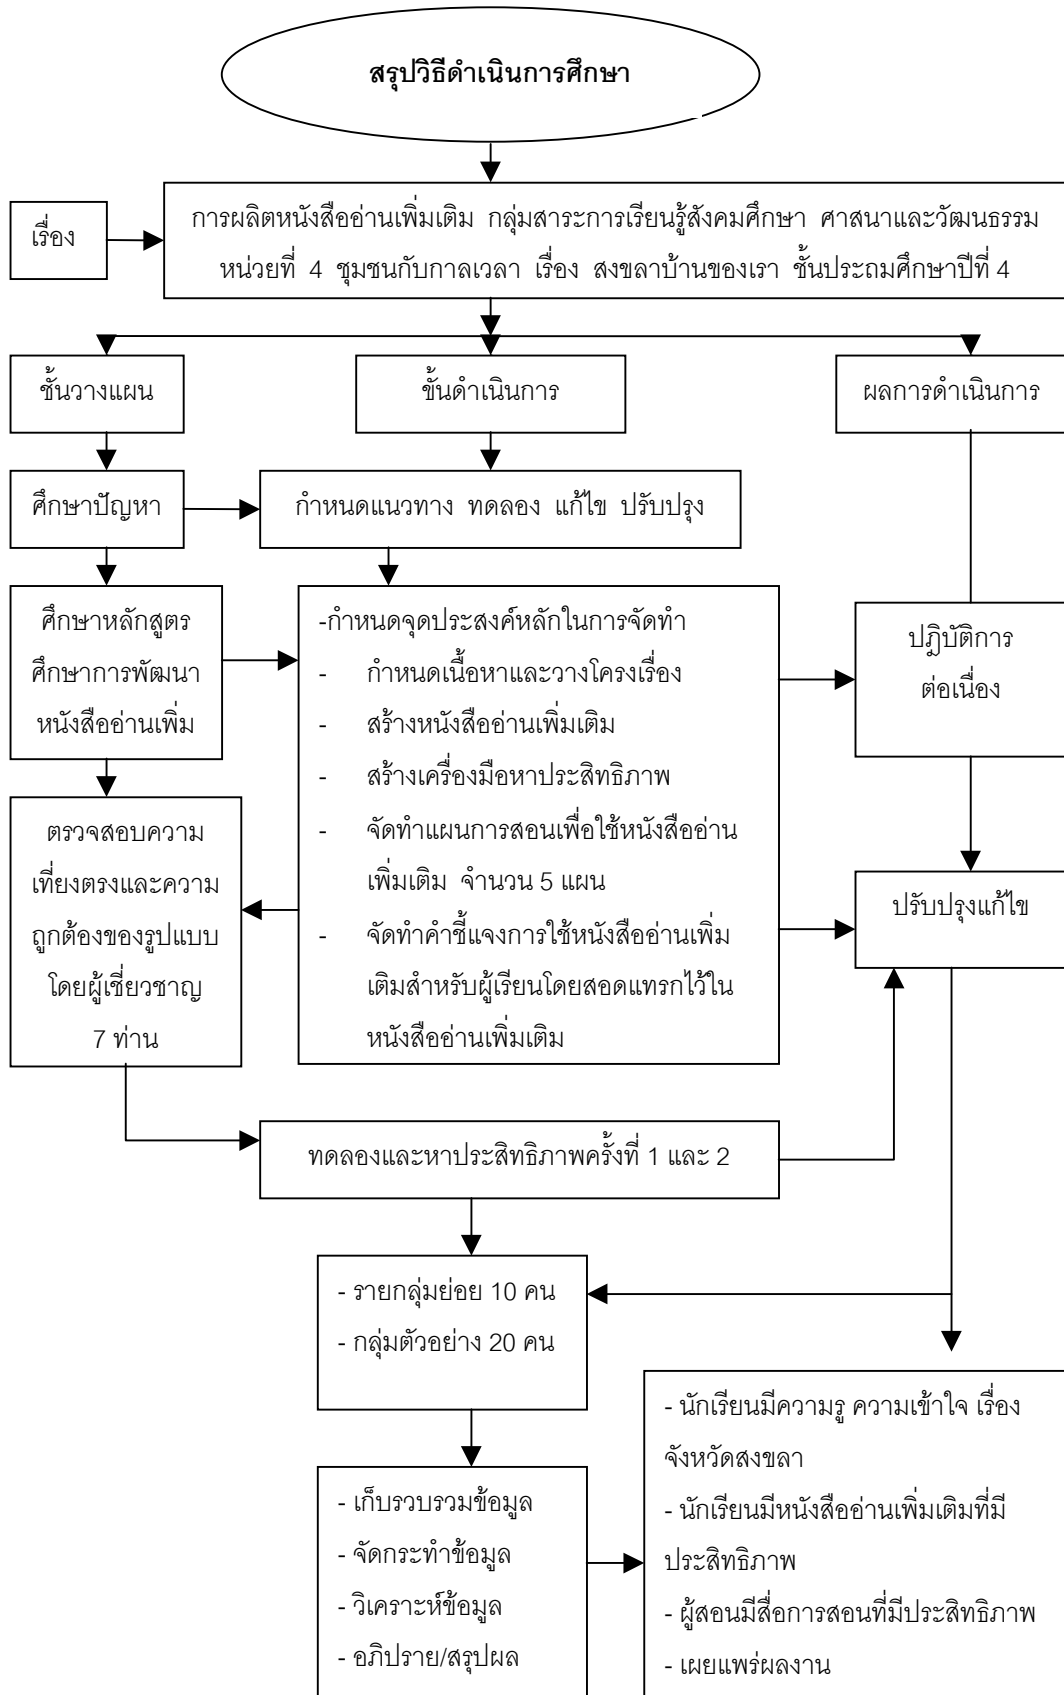 สรุปวิธีดำเนินการศึกษา
เรื่อง
การผลิตหนังสืออ่านเพิ่มเติม กลุ่มสาระการเรียนรู้สังคมศึกษา ศาสนาและวัฒนธรรม
หน่วยที่ 4 ชุมชนกับกาลเวลา เรื่อง สงขลาบ้านของเรา ชั้นประถมศึกษาปีที่ 4
ชั้นวางแผน
ขั้นดำเนินการ
ผลการดำเนินการ
ศึกษาปัญหา
กำหนดแนวทาง ทดลอง แก้ไข ปรับปรุง
ศึกษาหลักสูตร
ศึกษาการพัฒนา
หนังสืออ่านเพิ่ม
-กำหนดจุดประสงค์หลักในการจัดทำ
- กำหนดเนื้อหาและวางโครงเรื่อง
- สร้างหนังสืออ่านเพิ่มเติม
- สร้างเครื่องมือหาประสิทธิภาพ
- จัดทำแผนการสอนเพื่อใช้หนังสืออ่าน
เพิ่มเติม จำนวน 5 แผน
- จัดทำคำชี้แจงการใช้หนังสืออ่านเพิ่ม
เติมสำหรับผู้เรียนโดยสอดแทรกไว้ใน
หนังสืออ่านเพิ่มเติม
ปฎิบัติการ
ต่อเนื่อง
ตรวจสอบความ
เที่ยงตรงและความ
ถูกต้องของรูปแบบ
โดยผู้เชี่ยวชาญ
7 ท่าน
ปรับปรุงแก้ไข
ทดลองและหาประสิทธิภาพครั้งที่ 1 และ 2
- รายกลุ่มย่อย 10 คน
- กลุ่มตัวอย่าง 20 คน
- เก็บรวบรวมข้อมูล
- จัดกระทำข้อมูล
- วิเคราะห์ข้อมูล
- อภิปราย/สรุปผล
- นักเรียนมีความรู ความเข้าใจ เรื่อง
จังหวัดสงขลา
- นักเรียนมีหนังสืออ่านเพิ่มเติมที่มี
ประสิทธิภาพ
- ผู้สอนมีสื่อการสอนที่มีประสิทธิภาพ
- เผยแพร่ผลงาน